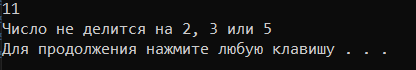 11
Число не делится на 2, 3 или 5
Для продолжения нажмите любую клавишу . . .